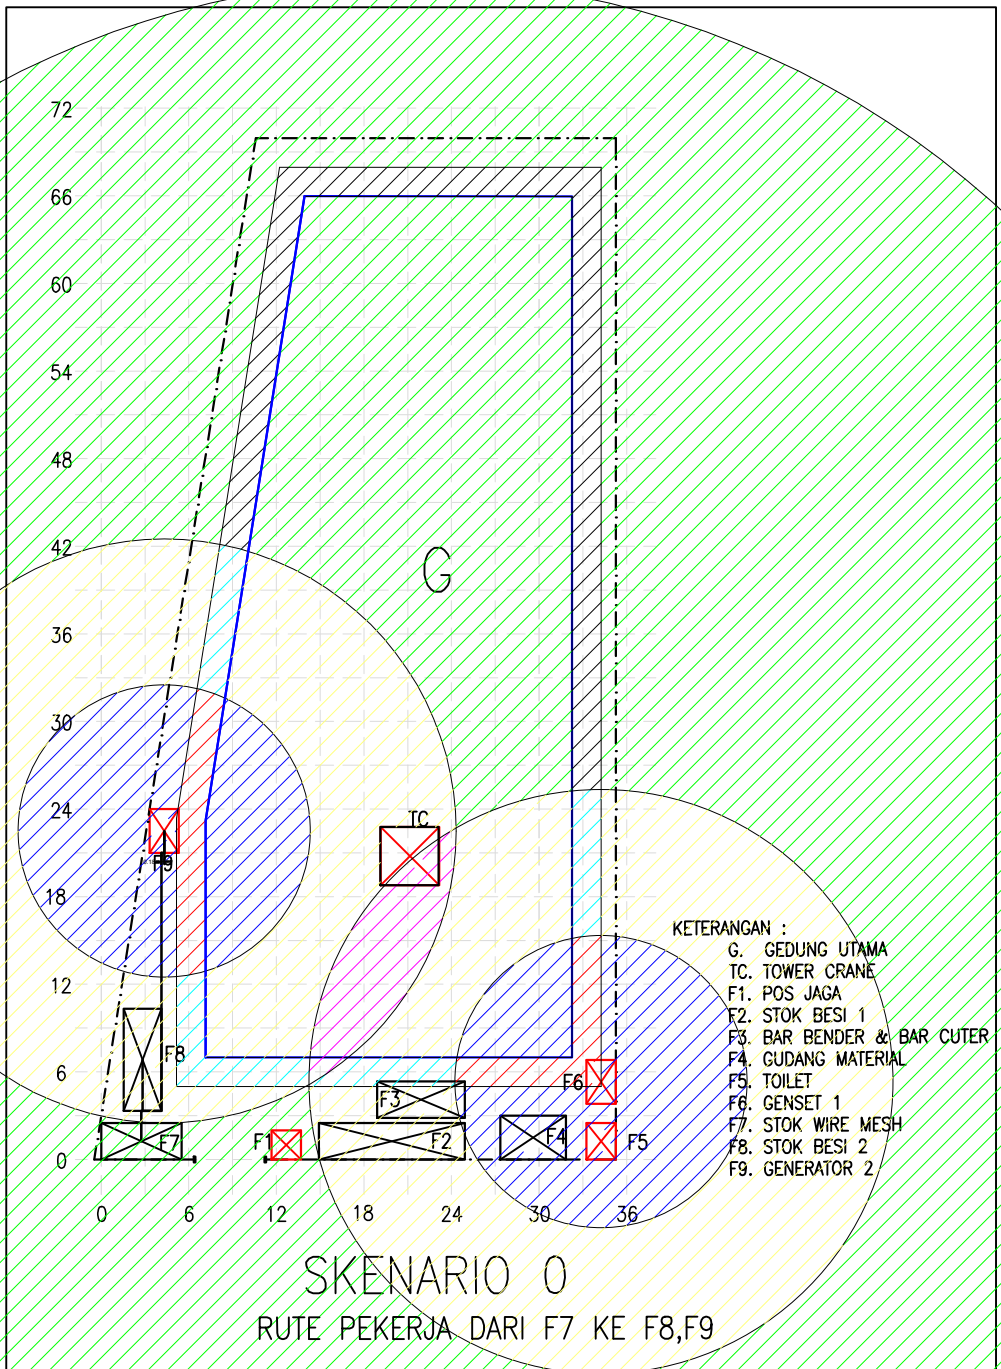 72
66
60
54
48
42
G
36
30
24
TC
F9
18
KETERANGAN :
G. GEDUNG UTAMA
TC. TOWER CRANE
F1. POS JAGA
F2. STOK BESI 1
F3. BAR BENDER & BAR CUTER
F4. GUDANG MATERIAL
F5. TOILET
F6. GENSET 1
F7. STOK WIRE MESH
F8. STOK BESI 2
F9. GENERATOR 2
12
F8
6
F6
F3
F7
F1
F2
F4
F5
0
0 6 12 18 24 30 36
SKENARIO 0
RUTE PEKERJA DARI F7 KE F8,F9